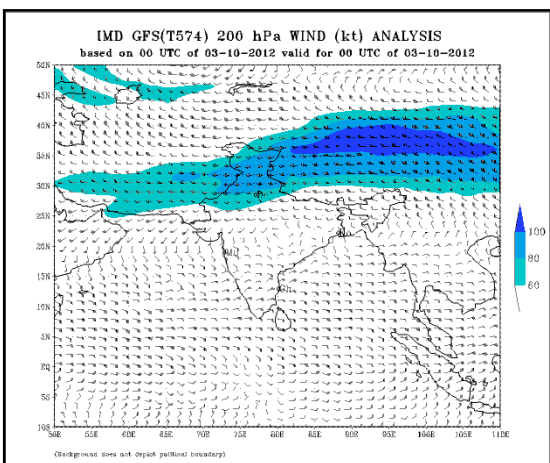 IMD GFS(T574) 200 hPa WIND (kt) ANALYSIS
based on 00 UTC of 03-10-2012 valid for 00 UTC of 03-10-2012
50N
45N
40N
35N
30N
25N
20N
15N
10N
5N
EQ
5S
10S
50E 55E 60E 65E 70E 75E 80E 85E 90E 95E 100E 105E 110E
100
80
60
(Background does not depict political boundary)